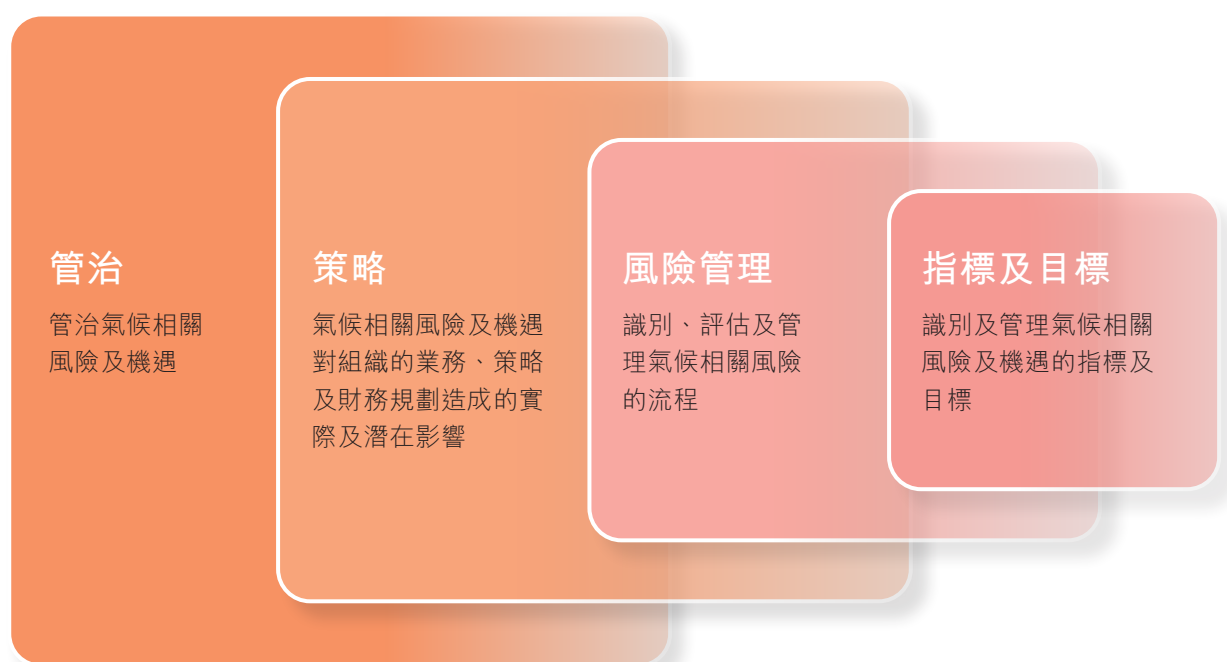 管治
管治氣候相關
風險及機遇
策略
氣候相關風險及機遇
對組織的業務、策略
及財務規劃造成的實
際及潛在影響
風險管理
識別、評估及管
理氣候相關風險
的流程
指標及目標
識別及管理氣候相關
風險及機遇的指標及
目標